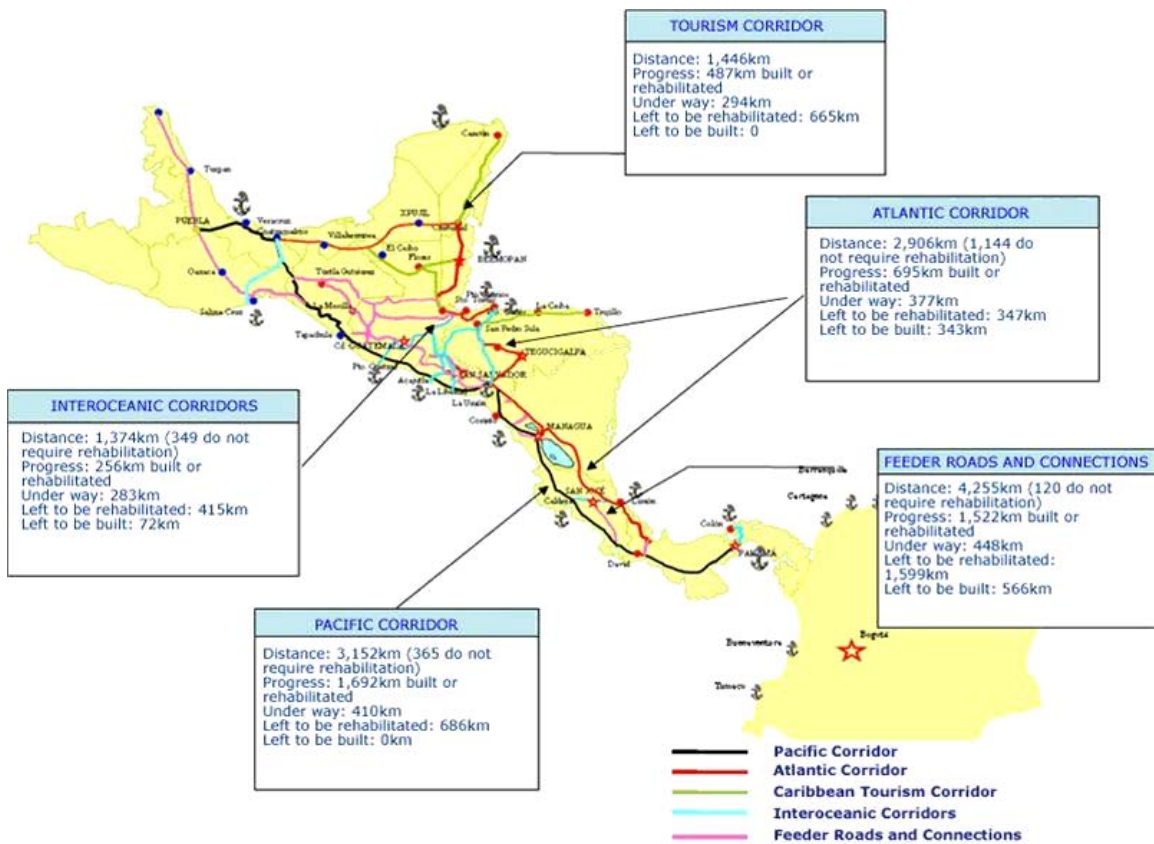 TOURISM CORRIDOR
Distance: 1,446km
Progress: 487km built or
rehabilitated
Under way: 294km
Left to be rehabilitated: 665km
Left to be built: 0
ATLANTIC CORRIDOR
Distance: 2,906km (1,144 do
not require rehabilitation)
Progress: 695km built or
rehabilitated
Under way: 377km
Left to be rehabilitated: 347km
Left to be built: 343km
INTEROCEANIC CORRIDORS
Distance: 1,374km (349 do not
require rehabilitation)
Progress: 256km built or
rehabilitated
Under way: 283km
Left to be rehabilitated: 415km
Left to be built: 72km
FEEDER ROADS AND CONNECTIONS
Distance: 4,255km (120 do not
require rehabilitation)
Progress: 1,522km built or
rehabilitated
Under way: 448km
Left to be rehabilitated:
1,599km
Left to be built: 566km
PACIFIC CORRIDOR
Distance: 3,152km (365 do not
require rehabilitation)
Progress: 1,692km built or
rehabilitated
Under way: 410km
Left to be rehabilitated: 686km
Left to be built: 0km
Cancún
Tuxpan
PUEBLA
Veracruz
XPUJIL
Villahermosa
El Ceibo
Flores
BELMOPAN
Oaxaca
Tuxtla Gutiérrez
Salina Cruz
La Mesilla
Tapachula
Cd. GUATEMALA
San Pedro Sula
La Ceiba
Trujillo
TEGUCIGALPA
SAN SALVADOR
Acajutla
La Libertad
La Unión
Corinto
MANAGUA
SAN JOSÉ
Caldera
Limón
David
Colón
PANAMÁ
Barranquilla
Cartagena
Buenaventura
Bogotá
Tumaco
Pacific Corridor
Atlantic Corridor
Caribbean Tourism Corridor
Interoceanic Corridors
Feeder Roads and Connections